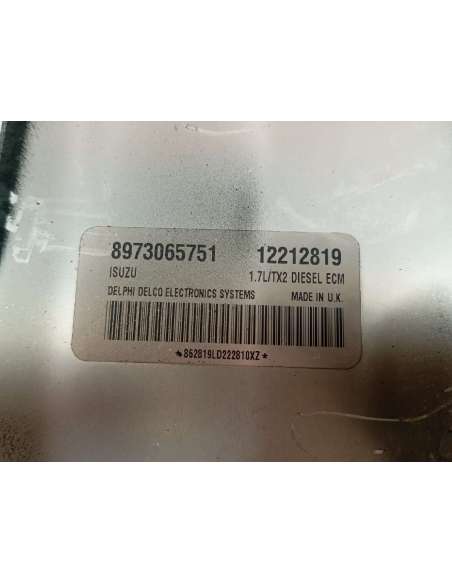 8973065751 12212819
ISUZU 1.7L/TX2 DIESEL ECM
DELPHI DELCO ELECTRONICS SYSTEMS MADE IN U.K.
*862819LD222810XZ*